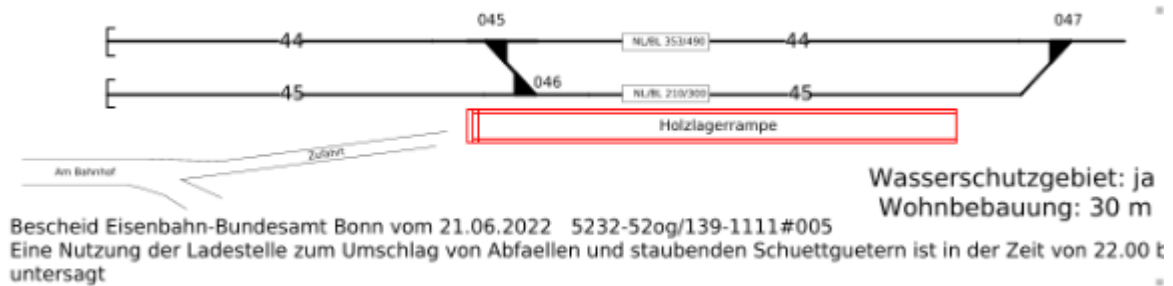 045
047
44
NL/BL 353/490
44
046
45
NL/BL 210/300
45
Holzlagerrampe
Zufahrt
Am Bahnhof
Wasserschutzgebiet: ja
Wohnbebauung: 30 m
Bescheid Eisenbahn-Bundesamt Bonn vom 21.06.2022 5232-52og/139-1111#005
Eine Nutzung der Ladestelle zum Umschlag von Abfaellen und staubenden Schuettguetern ist in der Zeit von 22.00 b
untersagt